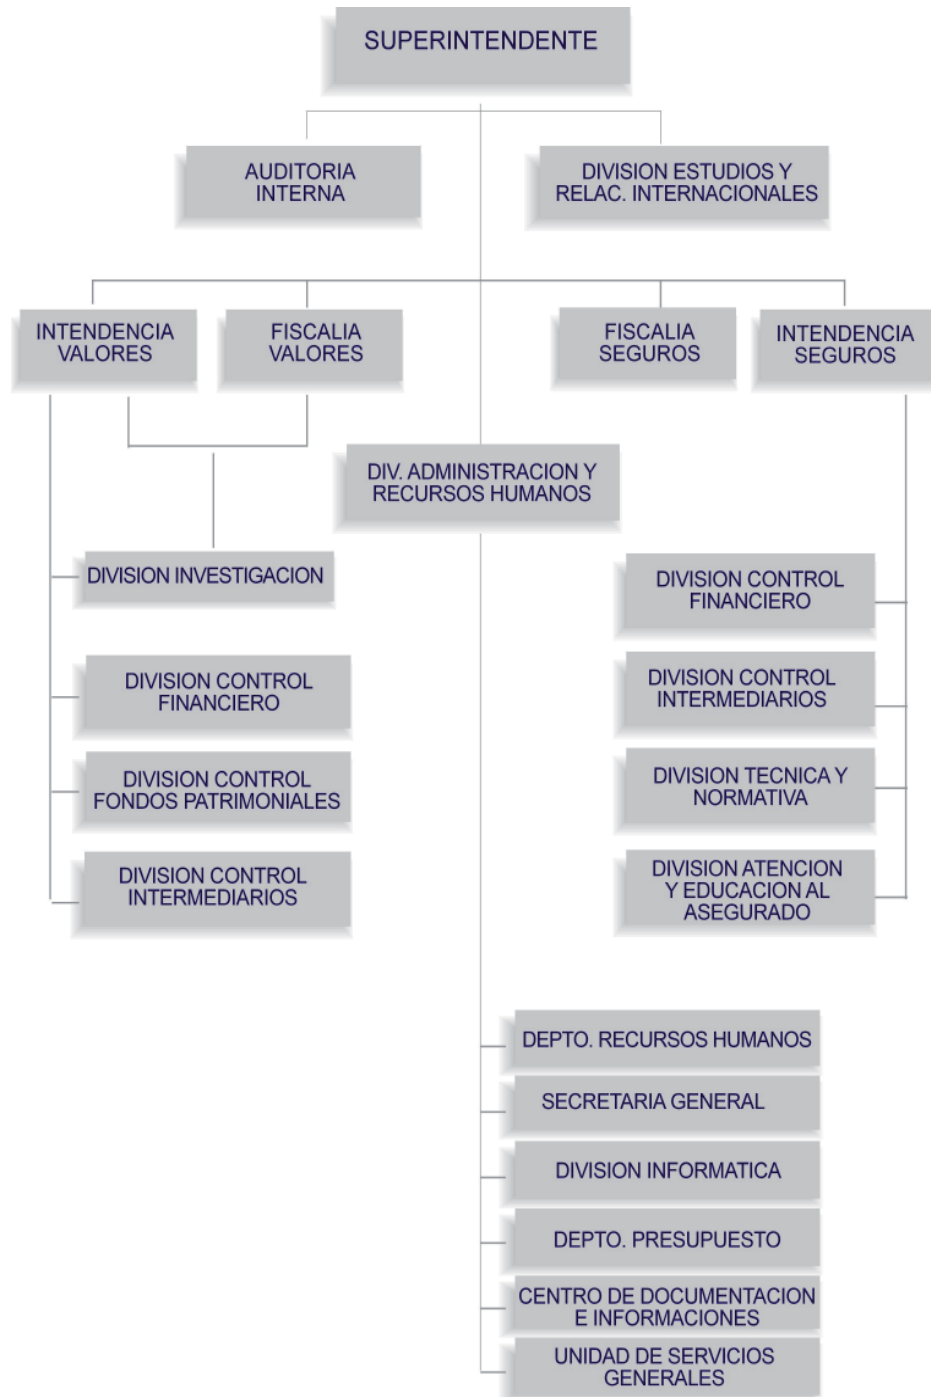 SUPERINTENDENTE
AUDITORIA
INTERNA
DIVISION ESTUDIOS Y
RELAC. INTERNACIONALES
INTENDENCIA
VALORES
FISCALIA
VALORES
FISCALIA
SEGUROS
INTENDENCIA
SEGUROS
DIV. ADMINISTRACION Y
RECURSOS HUMANOS
DIVISION INVESTIGACION
DIVISION CONTROL
FINANCIERO
DIVISION CONTROL
FONDOS PATRIMONIALES
DIVISION CONTROL
INTERMEDIARIOS
DIVISION CONTROL
FINANCIERO
DIVISION CONTROL
INTERMEDIARIOS
DIVISION TECNICA Y
NORMATIVA
DIVISION ATENCION
Y EDUCACION AL
ASEGURADO
DEPTO. RECURSOS HUMANOS
SECRETARIA GENERAL
DIVISION INFORMATICA
DEPTO. PRESUPUESTO
CENTRO DE DOCUMENTACION
E INFORMACIONES
UNIDAD DE SERVICIOS
GENERALES